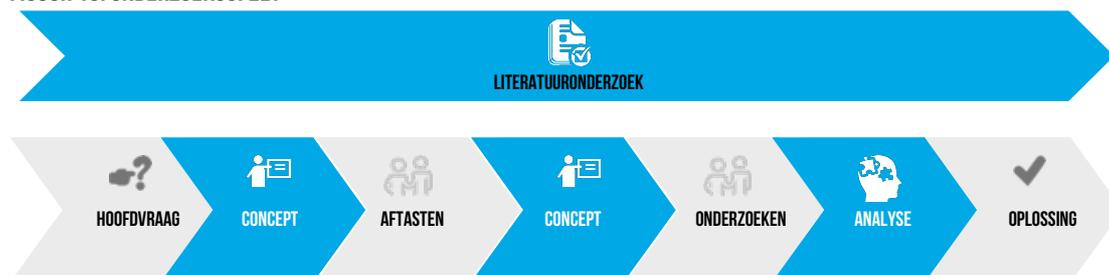 LITERATUURONDERZOEK
HOOFDVRAAG
CONCEPT
AFTASTEN
CONCEPT
ONDERZOEKEN
ANALYSE
OPLOSSING